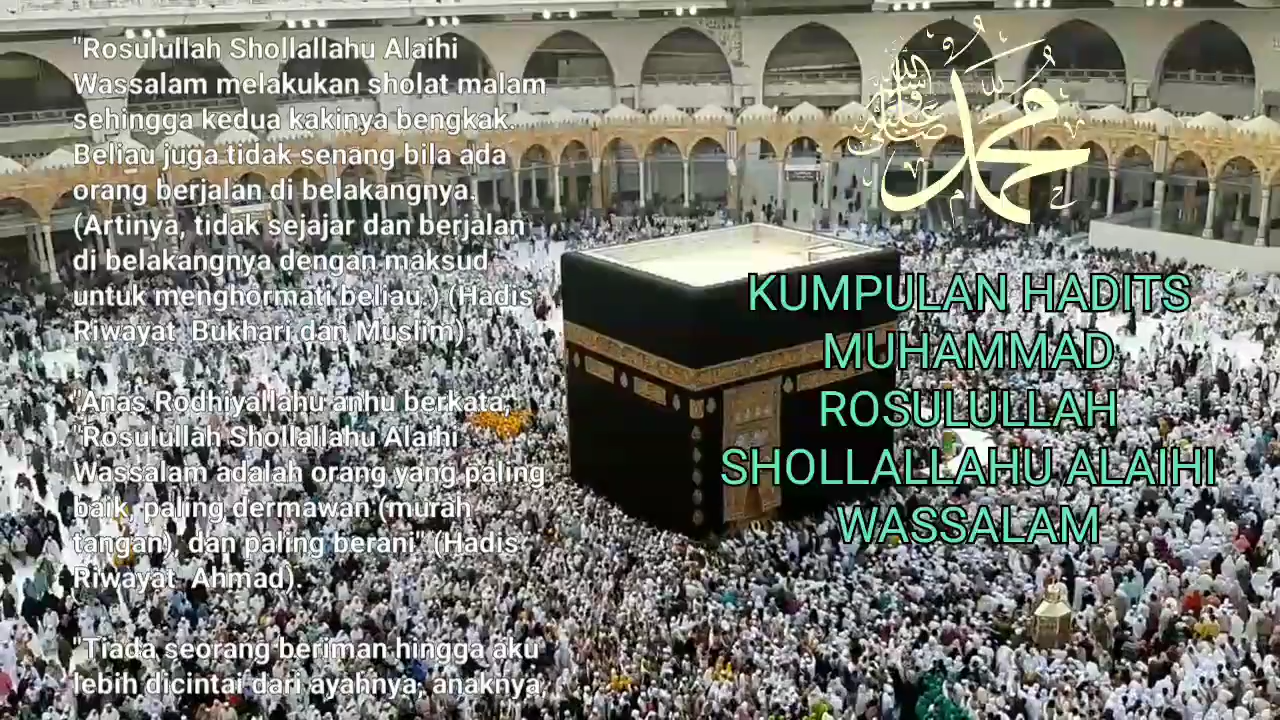 "Rosulullah Shollallahu Alaihi
Wassalam melakukan sholat malam
sehingga kedua kakinya bengkak.
Beliau juga tidak senang bila ada
orang berjalan di belakangnya.
(Artinya, tidak sejajar dan berjalan
di belakangnya dengan maksud
untuk menghormati beliau.) (Hadis
Riwayat Bukhari dan Muslim)
"Anas Rodhiyallahu anhu berkata,
"Rosulullah Shollallahu Alaihi
Wassalam adalah orang yang paling
baik, paling dermawan (murah
tangan), dan paling berani" (Hadis
Riwayat Ahmad).
"Tiada seorang beriman hingga aku
lebih dicintai dari ayahnya, anaknya,
محمد
صلى الله عليه وسلم
KUMPULAN HADITS
MUHAMMAD
ROSULULLAH
SHOLLALLAHU ALAIHI
WASSALAM